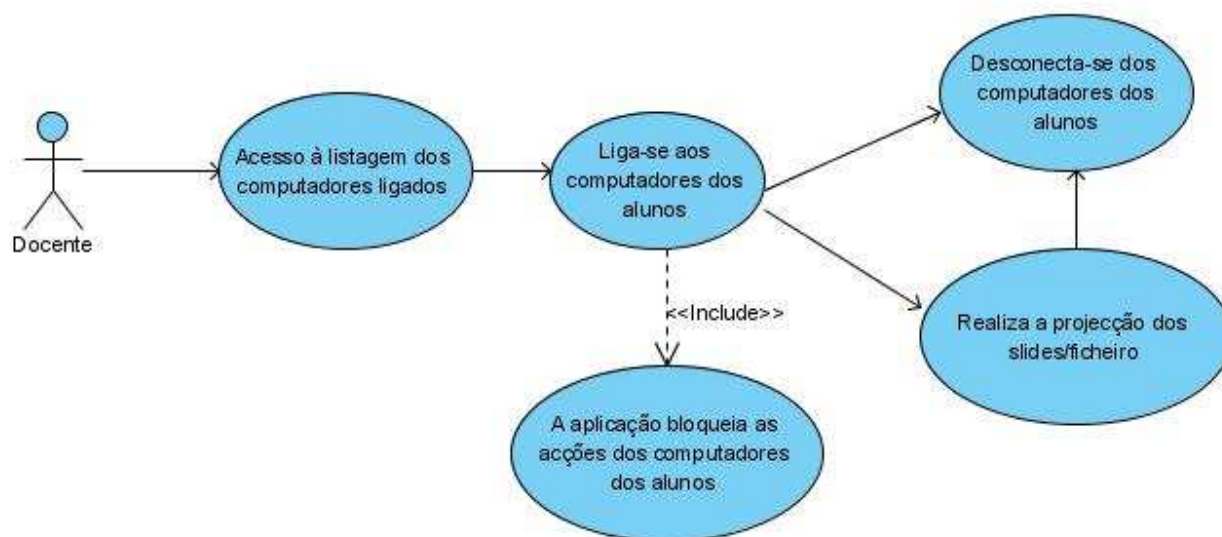 Docente
Acesso à listagem dos
computadores ligados
Liga-se aos
computadores dos
alunos
Desconecta-se dos
computadores dos
alunos
<<Include>>
Realiza a projecção dos
slides/ficheiro
A aplicação bloqueia as
acções dos computadores
dos alunos